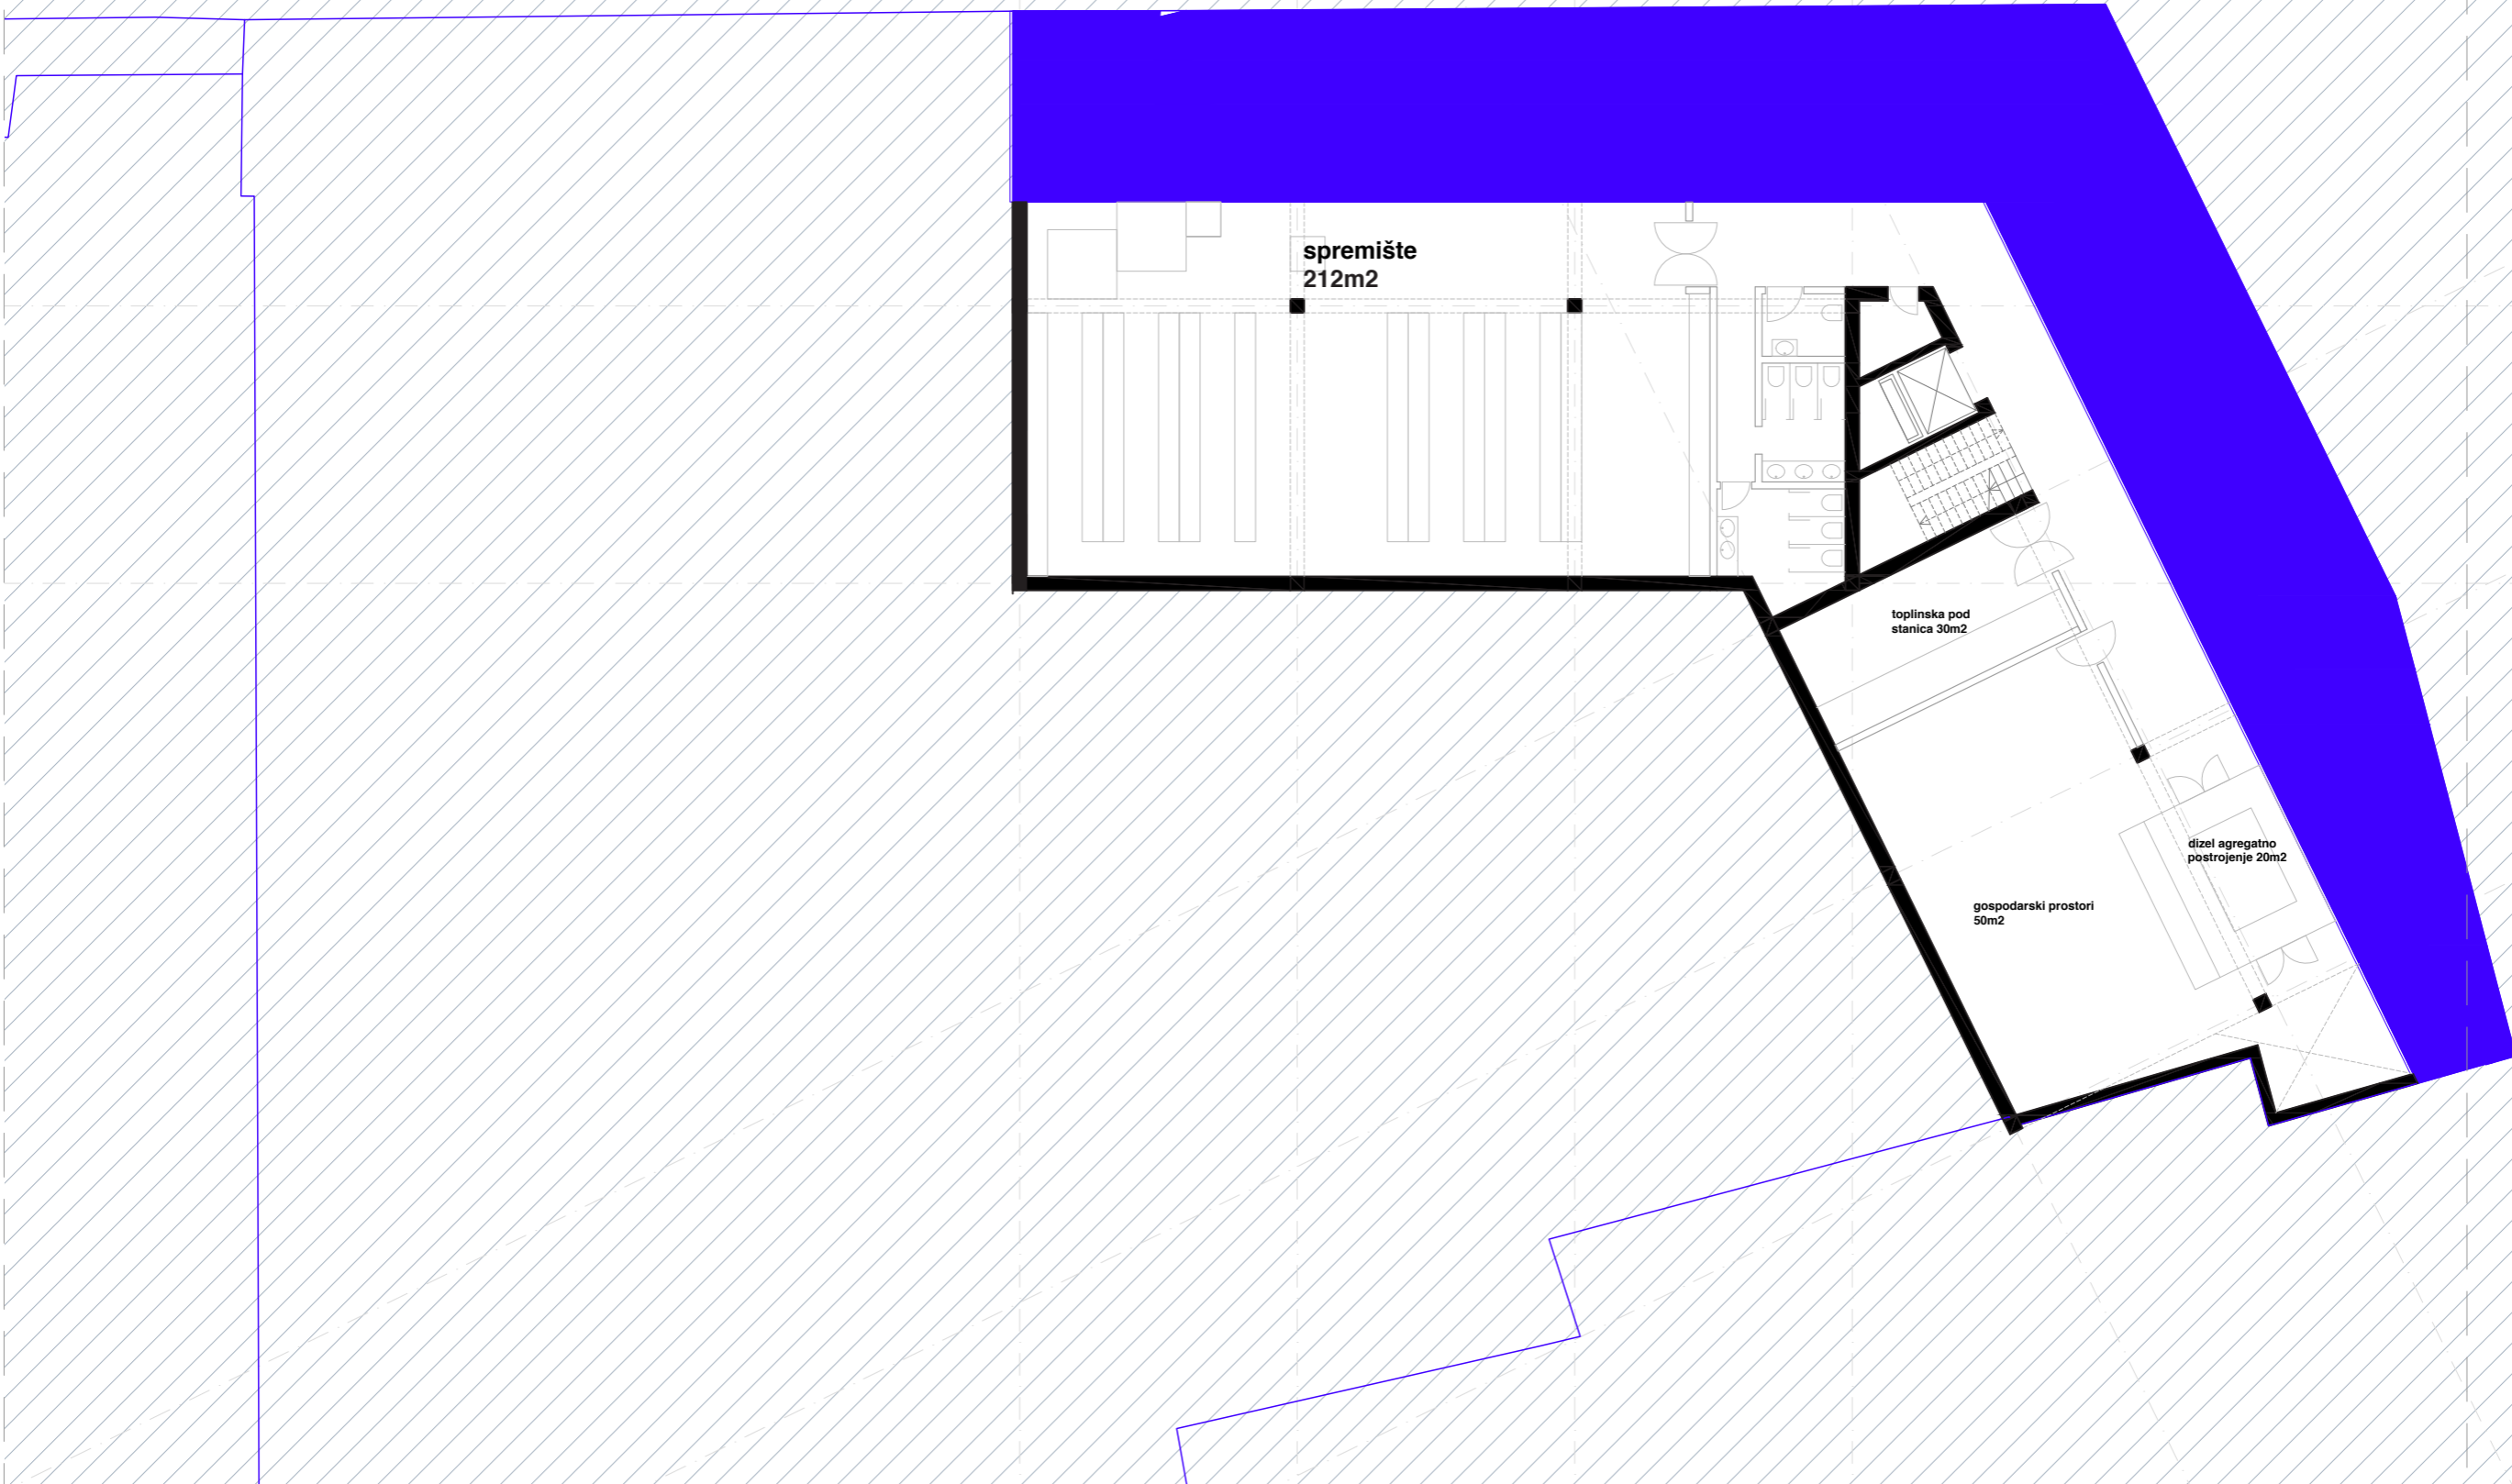 spremište
212m2
toplinska pod
stanica 30m2
dizel agregatno
postrojenje 20m2
gospodarski prostori
50m2